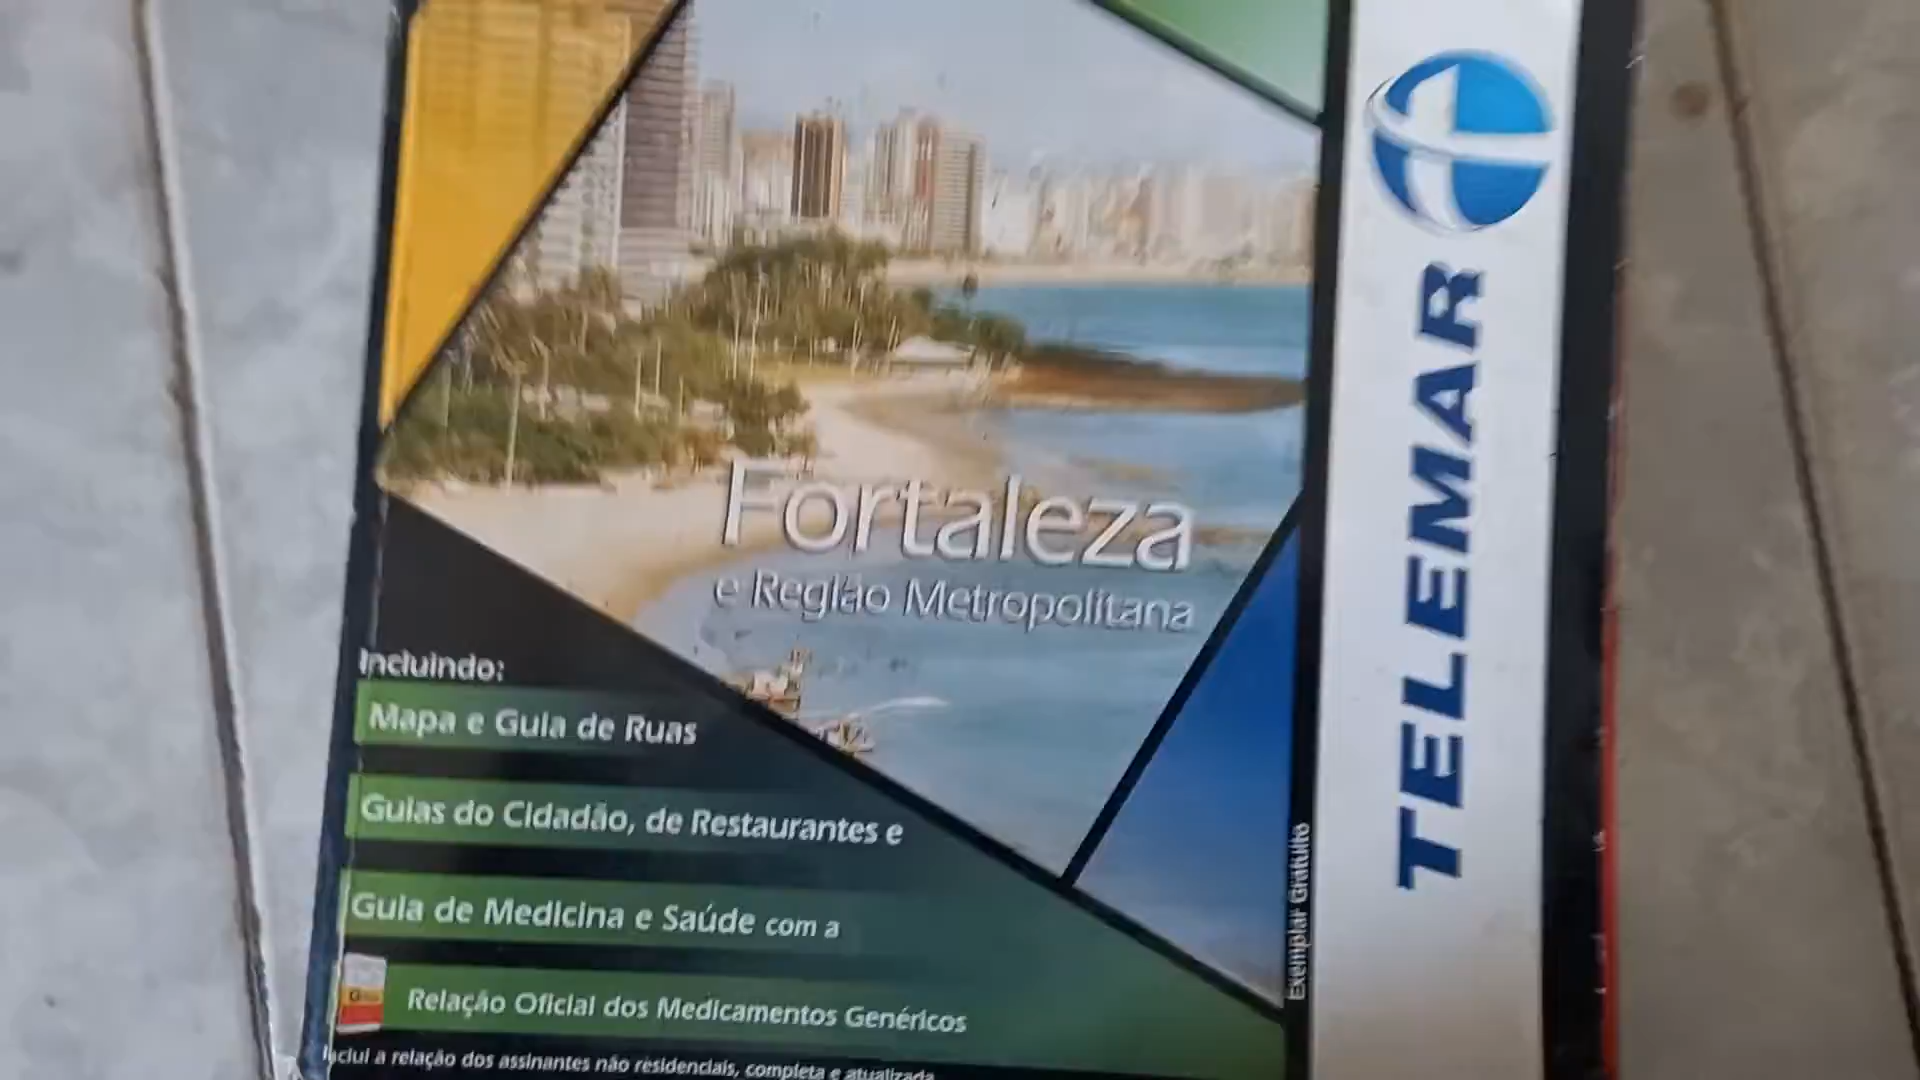 Fortaleza
e Região Metropolitana
Incluindo:
Mapa e Guia de Ruas
Guias do Cidadão, de Restaurantes e
Guia de Medicina e Saúde com a
Relação Oficial dos Medicamentos Genéricos
Inclui a relação dos assinantes não residenciais, completa e atualizada
Exemplar Gratuito
TELEMAR